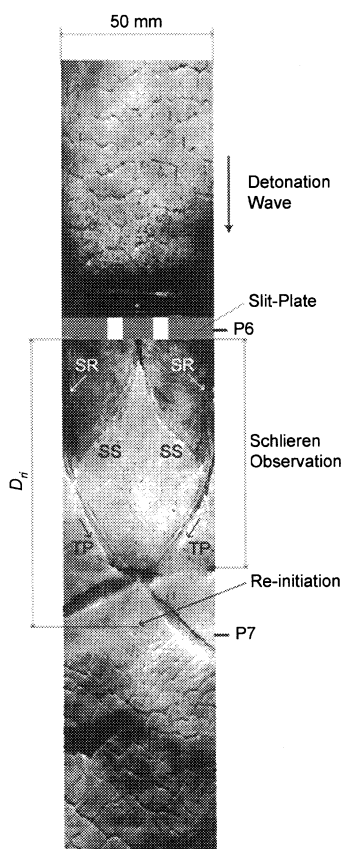 50 mm
Detonation
Wave
Slit-Plate
P6
SR SR
SS SS
Schlieren
Observation
D_ri
TP TP
Re-initiation
P7